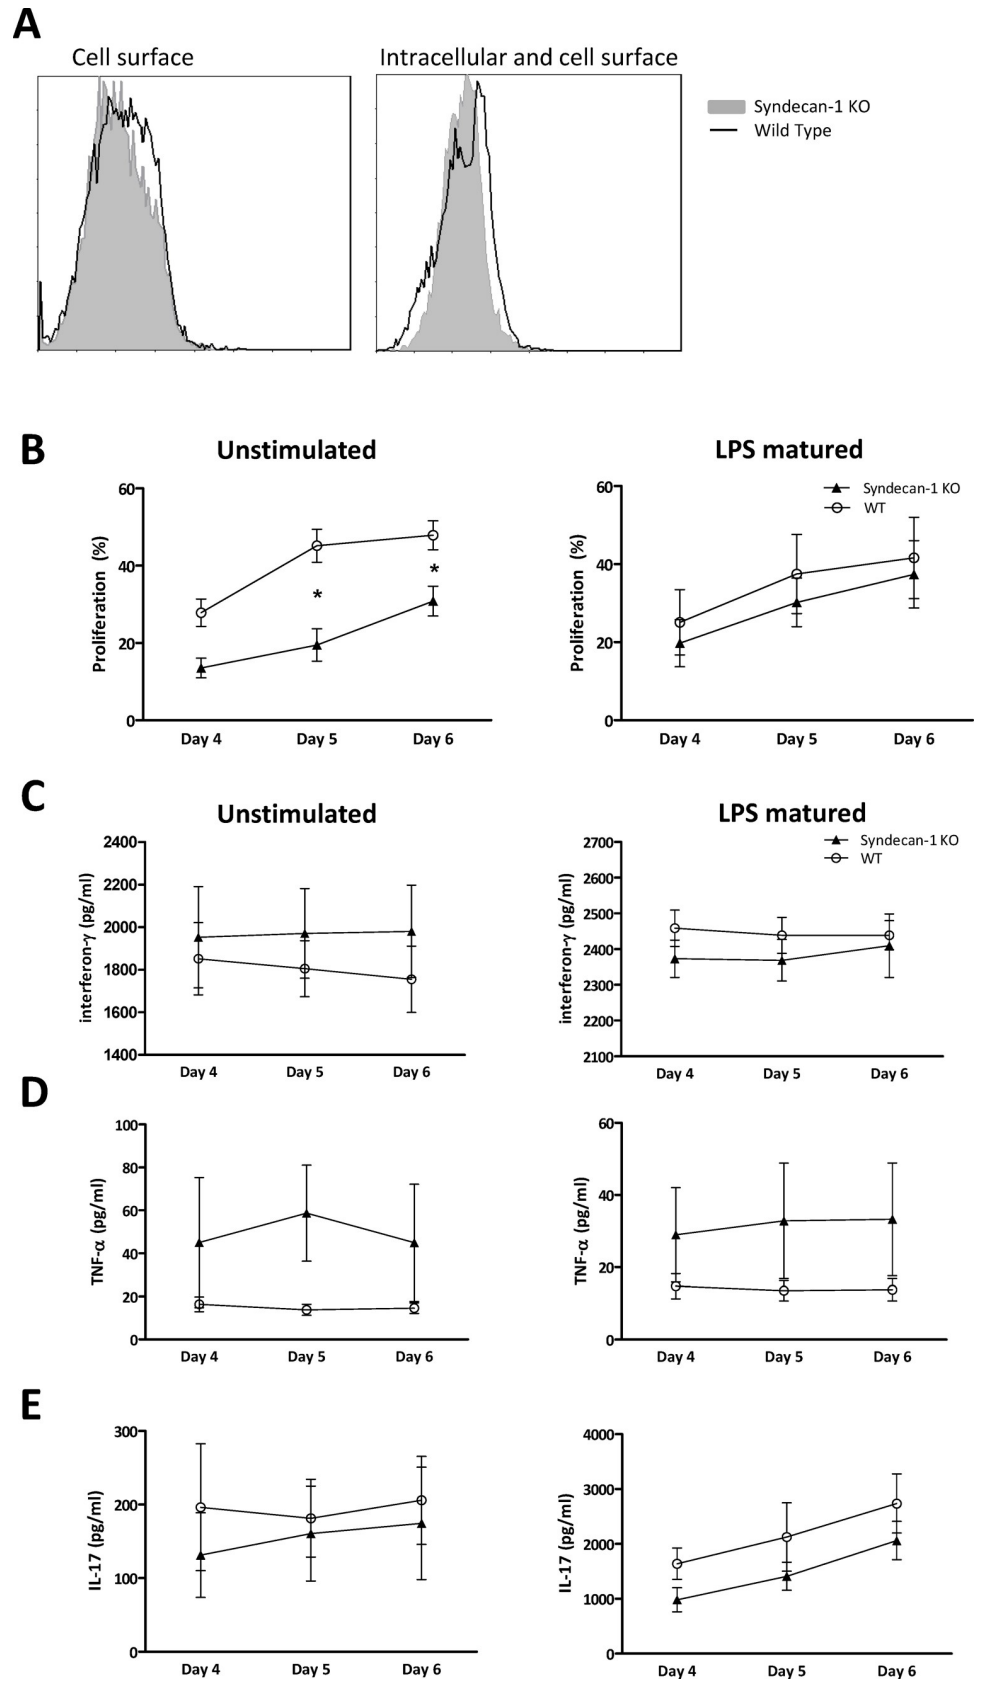 A
Cell surface
Intracellular and cell surface
Syndecan-1 KO
Wild Type
B
Unstimulated
LPS matured
Syndecan-1 KO
WT
Proliferation (%)
60
40
20
0
*
*
Day 4 Day 5 Day 6
Proliferation (%)
60
40
20
0
Day 4 Day 5 Day 6
C
Unstimulated
LPS matured
Syndecan-1 KO
WT
interferon-γ (pg/ml)
2400
2200
2000
1800
1600
1400
Day 4 Day 5 Day 6
interferon-γ (pg/ml)
2700
2600
2500
2400
2300
2200
2100
Day 4 Day 5 Day 6
D
TNF-α (pg/ml)
100
80
60
40
20
0
Day 4 Day 5 Day 6
TNF-α (pg/ml)
60
40
20
0
Day 4 Day 5 Day 6
E
IL-17 (pg/ml)
300
200
100
0
Day 4 Day 5 Day 6
IL-17 (pg/ml)
4000
3000
2000
1000
0
Day 4 Day 5 Day 6